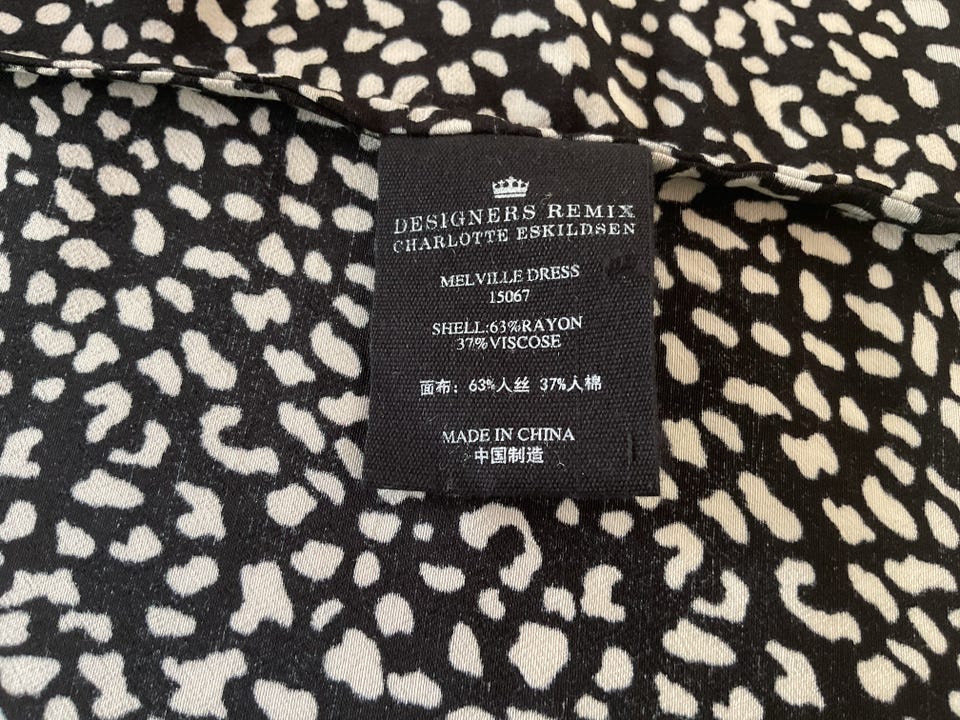 DESIGNERS REMIX
CHARLOTTE ESKILDSEN
MELVILLE DRESS
15067
SHELL:63%RAYON
37%VISCOSE
面布：63%人丝 37%人棉
MADE IN CHINA
中国制造